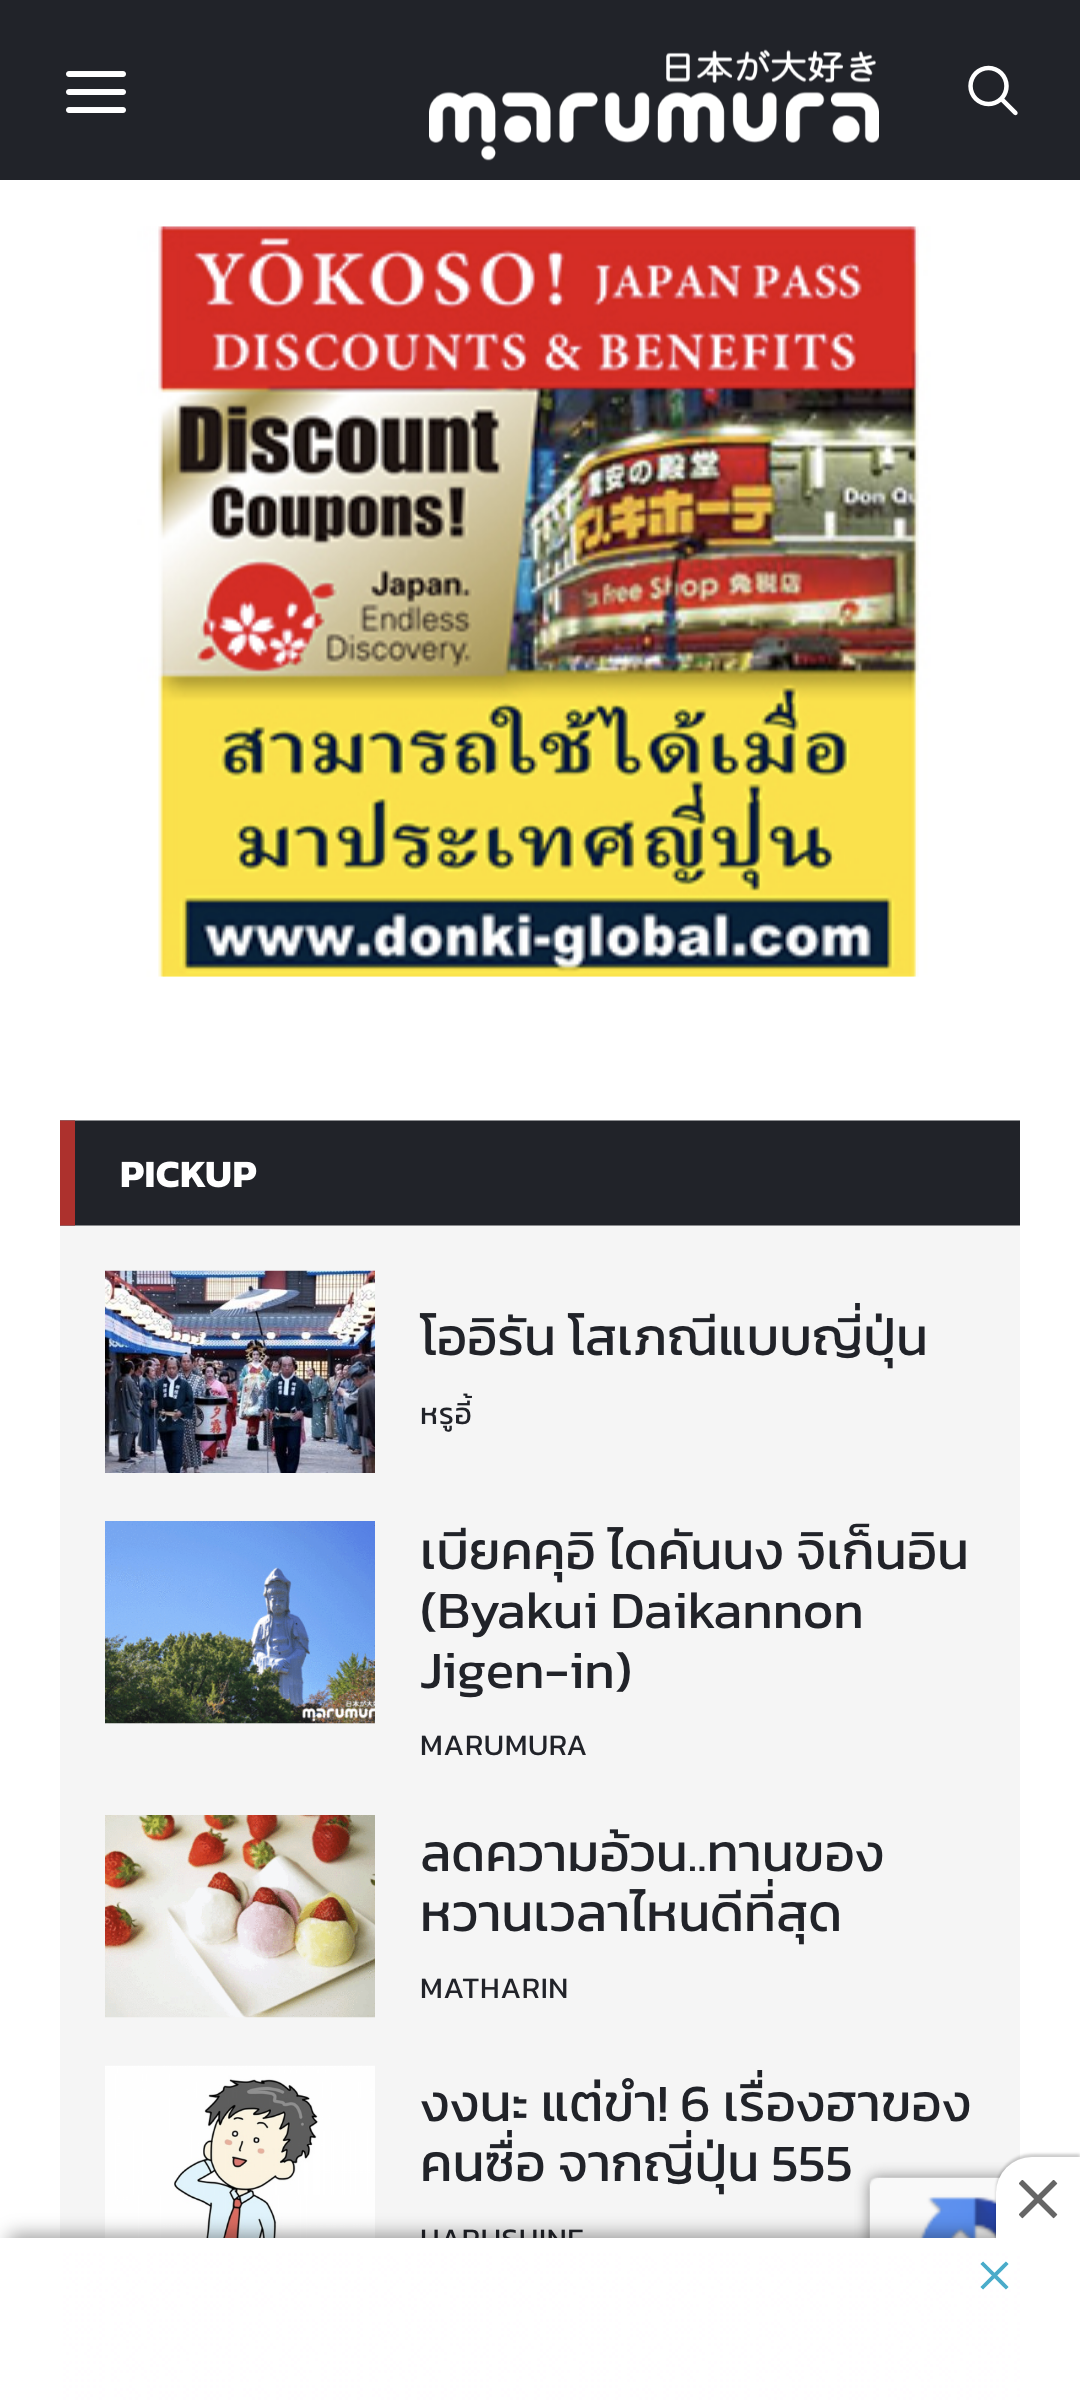 日本が大好き
marumura
YŌKOSO! JAPAN PASS
DISCOUNTS & BENEFITS
Discount
Coupons!
Japan.
Endless
Discovery.
安の殿堂
ン.キホーテ
Don Qu
Free Shop 免税店
สามารถใช้ได้เมื่อ
มาประเทศญี่ปุ่น
www.donki-global.com
PICKUP
โออิรัน โสเภณีแบบญี่ปุ่น
หรูอี้
夕霧
เบียคคุอิ ไดคันนง จิเก็นอิน
(Byakui Daikannon
Jigen-in)
MARUMURA
日本が大
marumur
ลดความอ้วน..ทานของ
หวานเวลาไหนดีที่สุด
MATHARIN
งงนะ แต่ขำ! 6 เรื่องฮาของ
คนซื่อ จากญี่ปุ่น 555
HARUSHINE